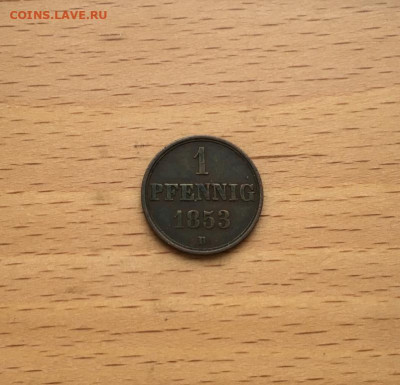 COINS.LAVE.RU
1
PFENNIG
1853
B